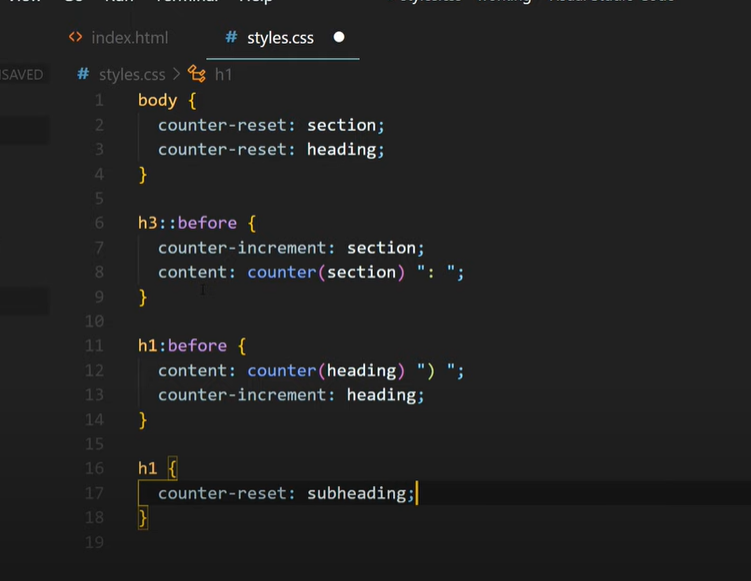 index.html
# styles.css
SAVED
# styles.css > h1
1 body {
2 counter-reset: section;
3 counter-reset: heading;
4 }
5
6 h3::before {
7 counter-increment: section;
8 content: counter(section) ": ";
9 }
10
11 h1:before {
12 content: counter(heading) ") ";
13 counter-increment: heading;
14 }
15
16 h1 {
17 counter-reset: subheading;
18 }
19